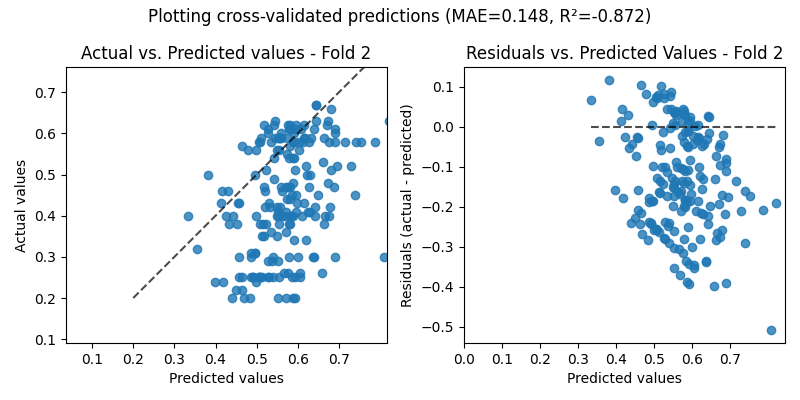 Plotting cross-validated predictions (MAE=0.148, R²=-0.872)
Actual vs. Predicted values - Fold 2
Residuals vs. Predicted Values - Fold 2
Actual values
0.7
0.6
0.5
0.4
0.3
0.2
0.1
0.1 0.2 0.3 0.4 0.5 0.6 0.7
Predicted values
Residuals (actual - predicted)
0.1
0.0
−0.1
−0.2
−0.3
−0.4
−0.5
0.0 0.1 0.2 0.3 0.4 0.5 0.6 0.7
Predicted values